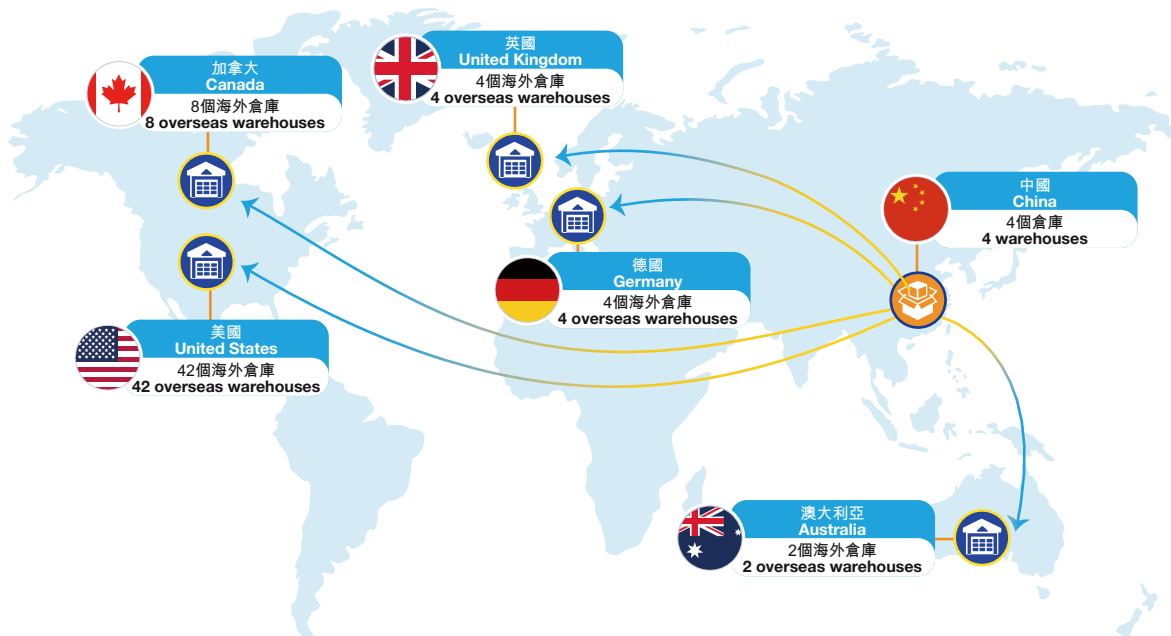 加拿大
Canada
8個海外倉庫
8 overseas warehouses
英國
United Kingdom
4個海外倉庫
4 overseas warehouses
中國
China
4個倉庫
4 warehouses
德國
Germany
4個海外倉庫
4 overseas warehouses
美國
United States
42個海外倉庫
42 overseas warehouses
澳大利亞
Australia
2個海外倉庫
2 overseas warehouses